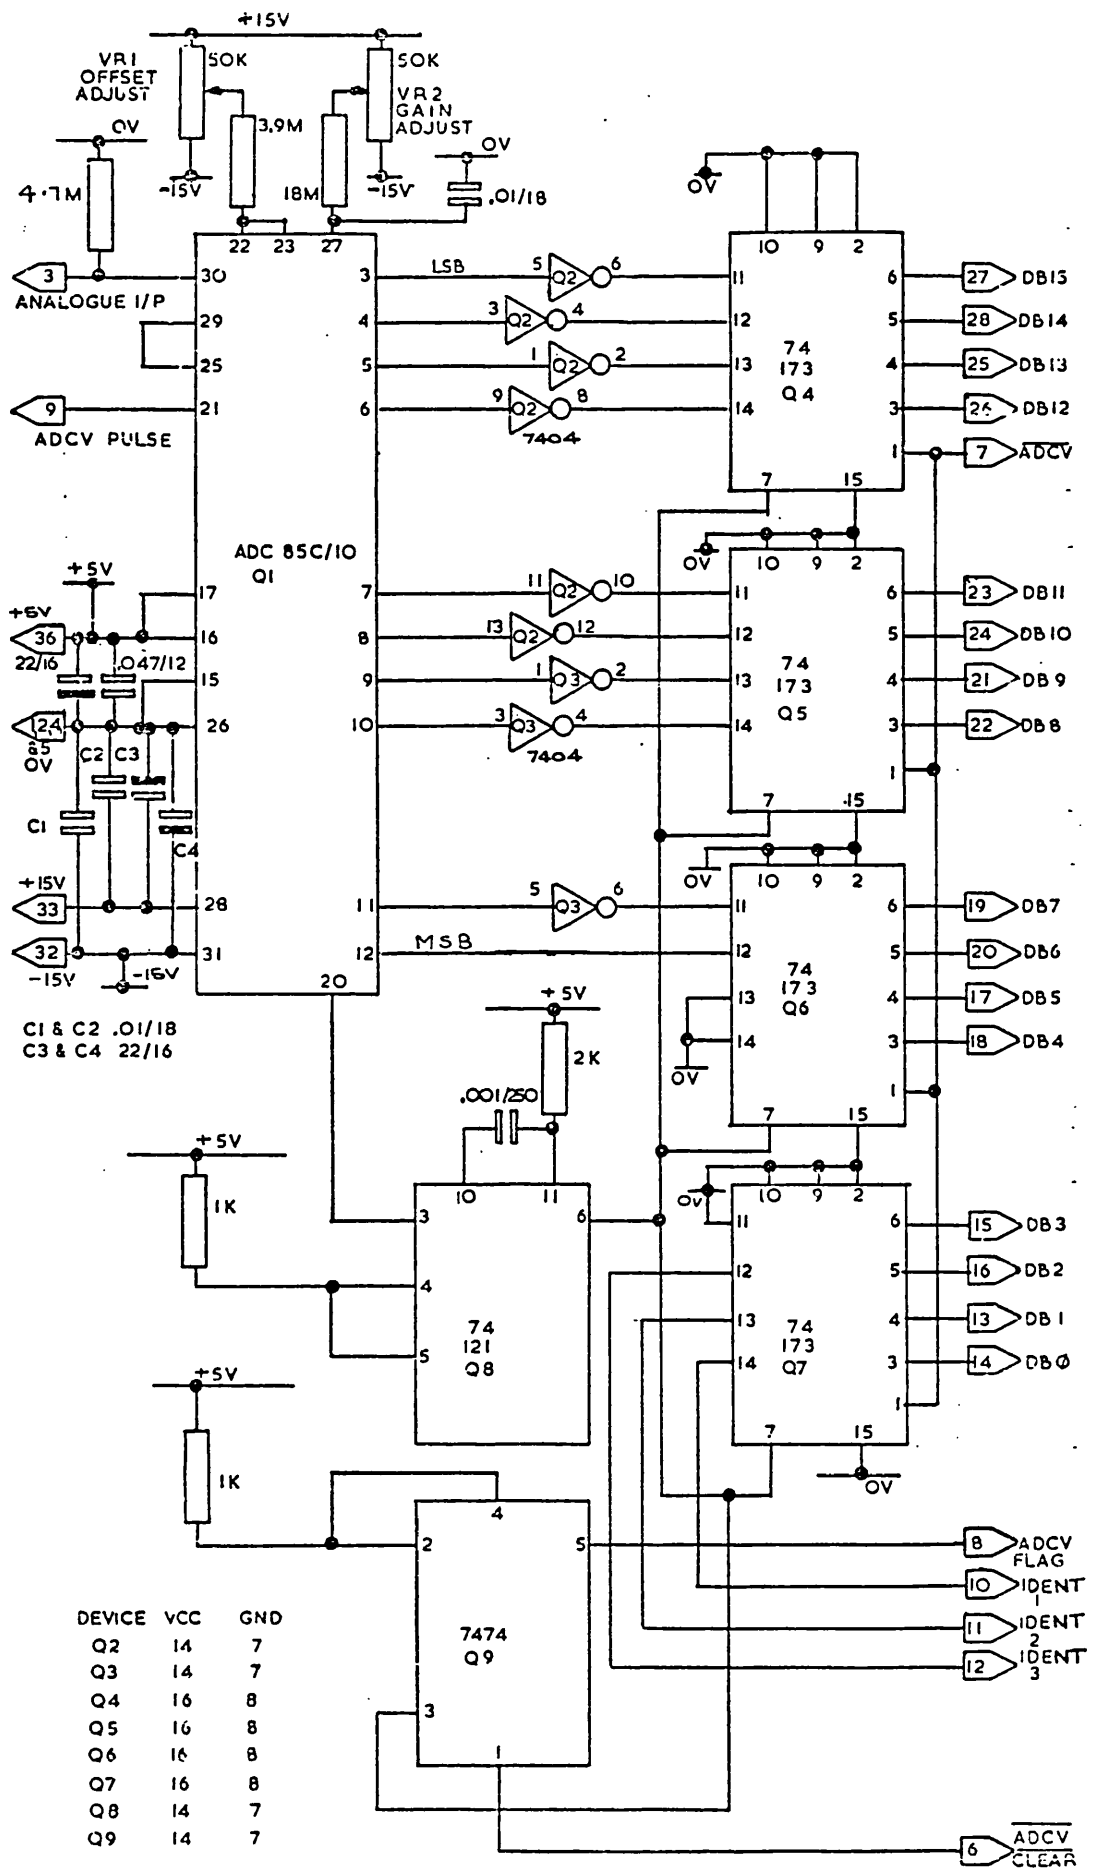 +15V
VR1
OFFSET
ADJUST
50K
50K
VR2
GAIN
ADJUST
0V
3.9M
0V
4.7M
-15V
18M
-15V
.01/18
0V
22 23 27
10 9 2
3
30
3 LSB 5 Q2 6
11
6
27 DB15
ANALOGUE I/P
29
4
3 Q2 4
12
5
28 DB14
25
5
1 Q2 2
13
74
173
Q4
4
25 DB13
9
21
6
9 Q2 8
14
3
26 DB12
ADCV PULSE
7404
1
7 ADCV
7 15
ADC 85C/10
Q1
0V
10 9 2
+5V
17
7
11 Q2 10
11
6
23 DB11
+5V
36
16
8
13 Q2 12
12
5
24 DB10
22/16
.047/12
15
9
1 Q3 2
13
74
173
Q5
4
21 DB9
124
25
0V
26
10
3 Q3 4
14
3
22 DB8
7404
C2 C3
1
C1
C4
7 15
0V
10 9 2
+15V
33
28
11
5 Q3 6
11
6
19 DB7
32
-15V
-15V
31
12 MSB
12
5
20 DB6
20
13
74
173
Q6
4
17 DB5
14
3
18 DB4
0V
1
7 15
C1 & C2 .01/18
C3 & C4 22/16
+5V
2K
.001/250
+5V
1K
10 11
0V
10 9 2
3
6
11
6
15 DB3
4
12
5
16 DB2
5
74
121
Q8
13
74
173
Q7
4
13 DB1
14
3
14 DBØ
1
7 15
0V
+5V
1K
4
2
5
8 ADCV
FLAG
10 IDENT
1
11 IDENT
2
12 IDENT
3
7474
Q9
3
1
6 ADCV
CLEAR
DEVICE VCC GND
Q2 14 7
Q3 14 7
Q4 16 8
Q5 16 8
Q6 16 8
Q7 16 8
Q8 14 7
Q9 14 7